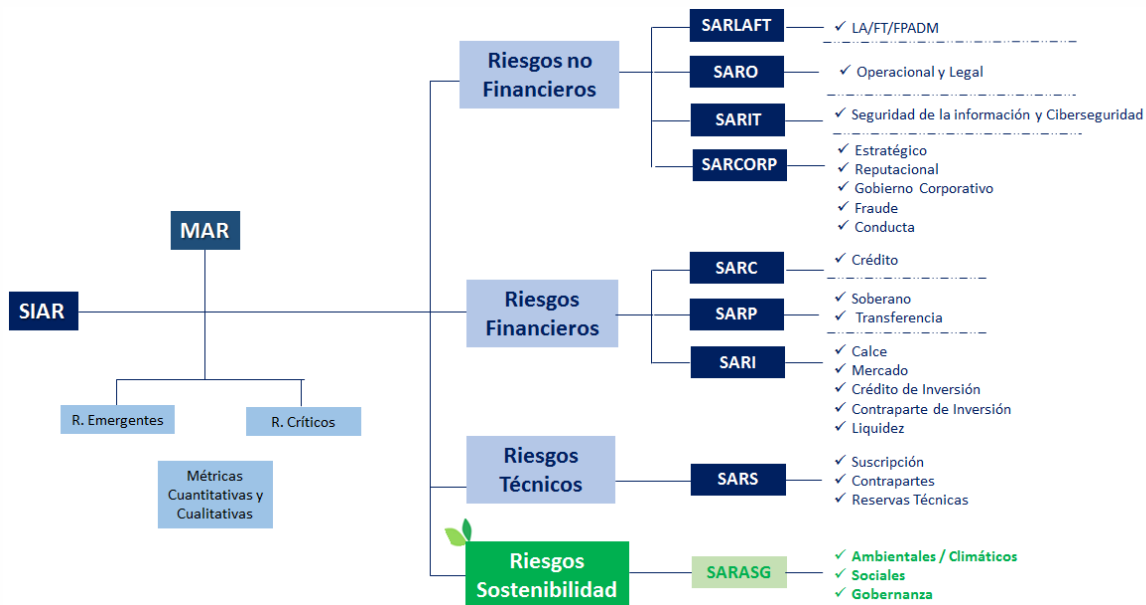 SIAR
MAR
R. Emergentes
R. Críticos
Métricas
Cuantitativas y
Cualitativas
Riesgos no
Financieros
SARLAFT
✓ LA/FT/FPADM
SARO
✓ Operacional y Legal
SARIT
✓ Seguridad de la información y Ciberseguridad
SARCORP
✓ Estratégico
✓ Reputacional
✓ Gobierno Corporativo
✓ Fraude
✓ Conducta
Riesgos
Financieros
SARC
✓ Crédito
SARP
✓ Soberano
✓ Transferencia
SARI
✓ Calce
✓ Mercado
✓ Crédito de Inversión
✓ Contraparte de Inversión
✓ Liquidez
Riesgos
Técnicos
SARS
✓ Suscripción
✓ Contrapartes
✓ Reservas Técnicas
Riesgos
Sostenibilidad
SARASG
✓ Ambientales / Climáticos
✓ Sociales
✓ Gobernanza